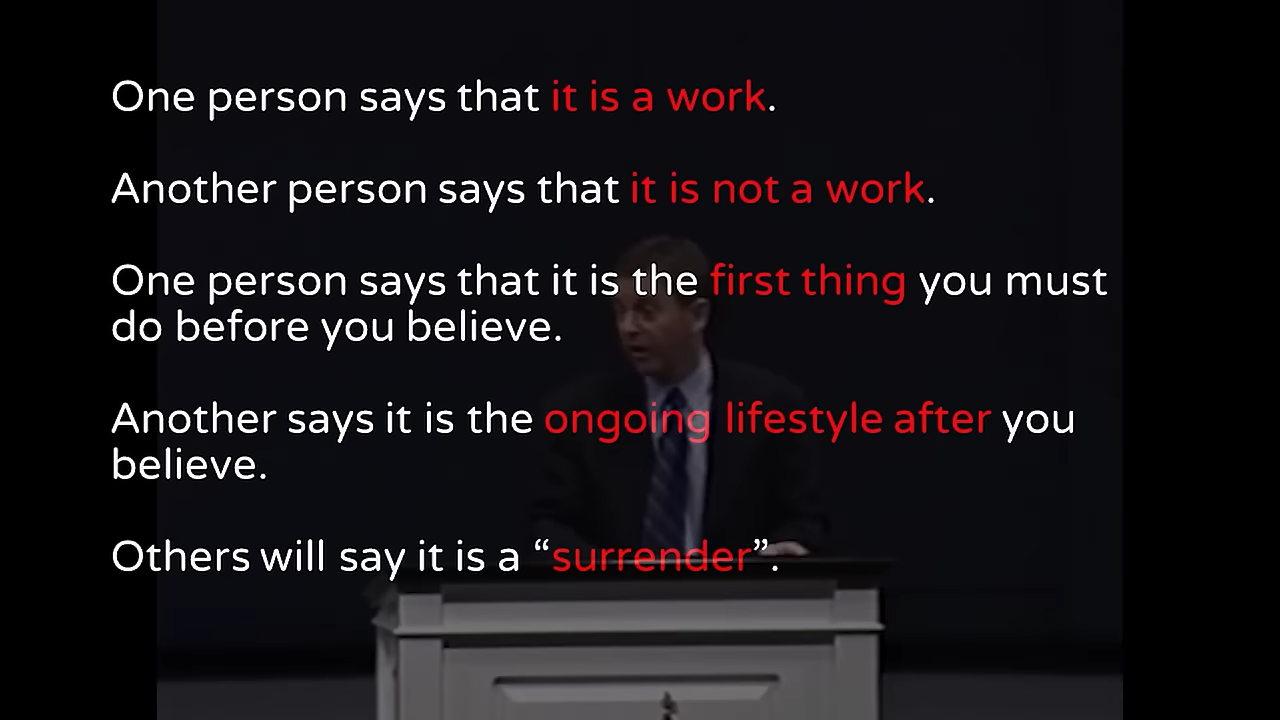 One person says that it is a work.
Another person says that it is not a work.
One person says that it is the first thing you must
do before you believe.
Another says it is the ongoing lifestyle after you
believe.
Others will say it is a “surrender”.